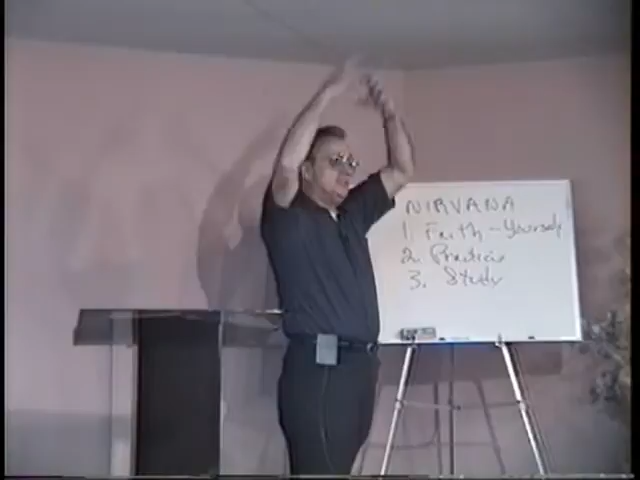 NIRVANA
1. Faith - Yourself
2. Practice
3. Study